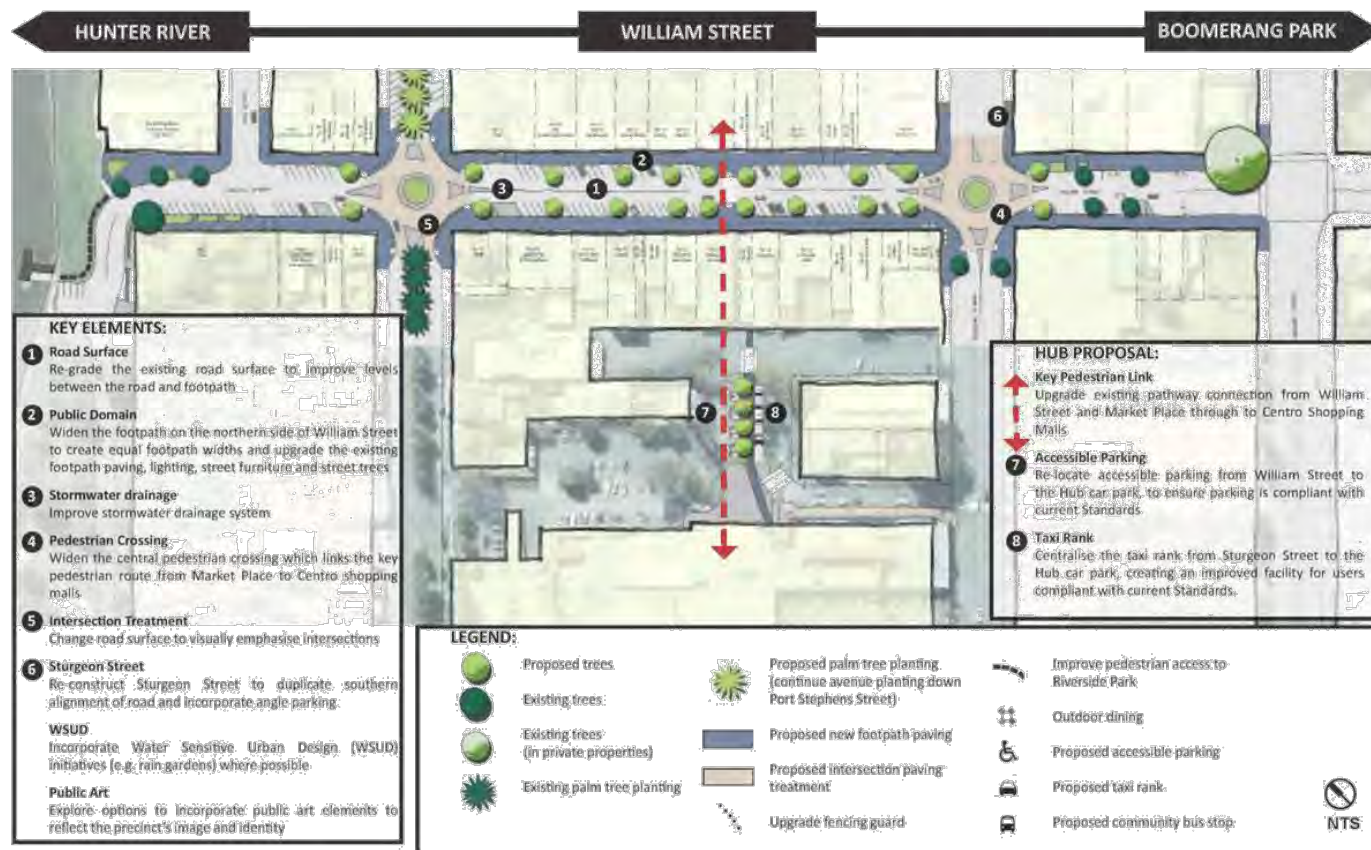 HUNTER RIVER
WILLIAM STREET
BOOMERANG PARK
6
2
3
1
5
4
7
8
KEY ELEMENTS:
1 Road Surface
Re-grade the existing road surface to improve levels
between the road and footpath
2 Public Domain
Widen the footpath on the northern side of William Street
to create equal footpath widths and upgrade the existing
footpath paving, lighting, street furniture and street trees
3 Stormwater drainage
Improve stormwater drainage system
4 Pedestrian Crossing
Widen the central pedestrian crossing which links the key
pedestrian route from Market Place to Centro shopping
malls
5 Intersection Treatment
Change road surface to visually emphasise intersections
6 Sturgeon Street
Re-construct Sturgeon Street to duplicate southern
alignment of road and incorporate angle parking
WSUD
Incorporate Water Sensitive Urban Design (WSUD)
initiatives (e.g. rain gardens) where possible
Public Art
Explore options to incorporate public art elements to
reflect the precinct's image and identity
HUB PROPOSAL:
Key Pedestrian Link
Upgrade existing pathway connection from William
Street and Market Place through to Centro Shopping
Malls
7 Accessible Parking
Re-locate accessible parking from William Street to
the Hub car park, to ensure parking is compliant with
current Standards
8 Taxi Rank
Centralise the taxi rank from Sturgeon Street to the
Hub car park, creating an improved facility for users
compliant with current Standards.
LEGEND:
Proposed trees
Existing trees
Existing trees
(in private properties)
Existing palm tree planting
Proposed palm tree planting
(continue avenue planting down
Port Stephens Street)
Proposed new footpath paving
Proposed intersection paving
treatment
Upgrade fencing guard
Improve pedestrian access to
Riverside Park
Outdoor dining
Proposed accessible parking
Proposed taxi rank
Proposed community bus stop
NTS